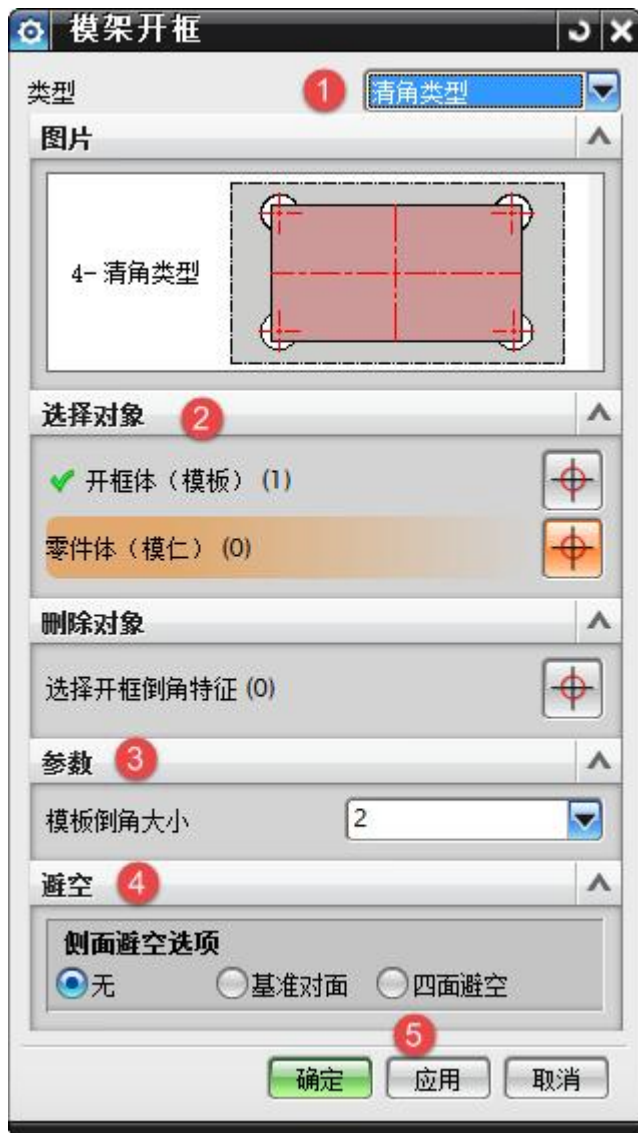 模架开框
类型 1 清角类型
图片
4- 清角类型
选择对象 2
开框体（模板） (1)
零件体（模仁） (0)
删除对象
选择开框倒角特征 (0)
参数 3
模板倒角大小 2
避空 4
侧面避空选项
无 基准对面 四面避空
5
确定 应用 取消